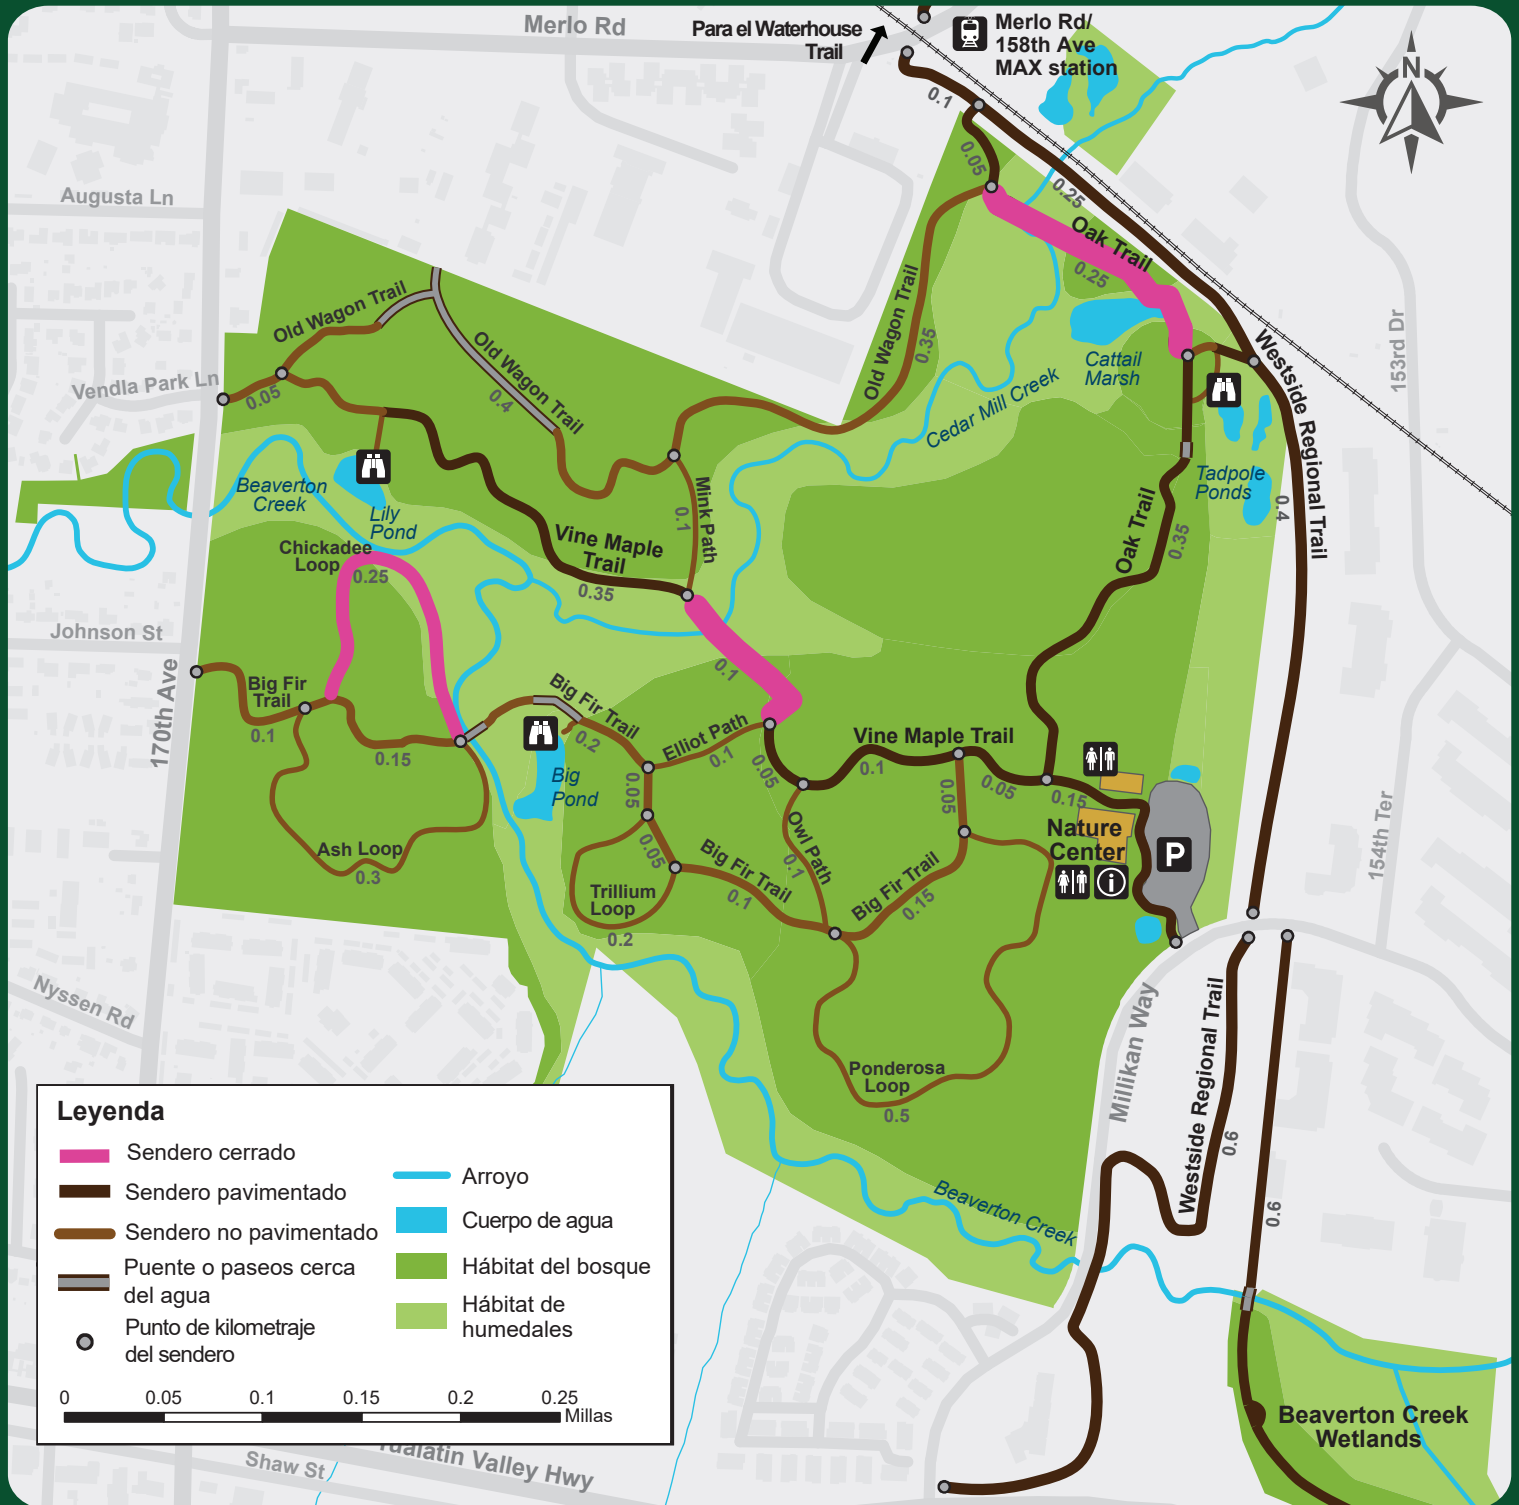 Merlo Rd
Para el Waterhouse
Trail
Merlo Rd/
158th Ave
MAX station
N
0.1
0.05
0.25
Augusta Ln
Oak Trail
0.25
Old Wagon Trail
Old Wagon Trail
0.4
Old Wagon Trail
0.35
Vendla Park Ln
0.05
Cattail
Marsh
Cedar Mill Creek
Westside Regional Trail
0.4
153rd Dr
Beaverton
Creek
Lily
Pond
Mink Path
0.1
Tadpole
Ponds
Oak Trail
0.35
Chickadee
Loop
0.25
Vine Maple
Trail
0.35
Johnson St
170th Ave
Big Fir
Trail
0.1
0.15
0.1
Big Fir Trail
0.2
Elliot Path
0.1
0.05
Vine Maple Trail
0.1
0.05
0.15
Big
Pond
0.05
0.05
0.05
Owl Path
0.1
Nature
Center
P
i
154th Ter
Ash Loop
0.3
Trillium
Loop
0.2
Big Fir Trail
0.1
Big Fir Trail
0.15
Nyssen Rd
Ponderosa
Loop
0.5
Millikan Way
Westside Regional Trail
0.6
0.6
Beaverton Creek
Leyenda
Sendero cerrado
Sendero pavimentado
Sendero no pavimentado
Puente o paseos cerca
del agua
Punto de kilometraje
del sendero
Arroyo
Cuerpo de agua
Hábitat del bosque
Hábitat de
humedales
0 0.05 0.1 0.15 0.2 0.25
Millas
Beaverton Creek
Wetlands
Shaw St
Tualatin Valley Hwy